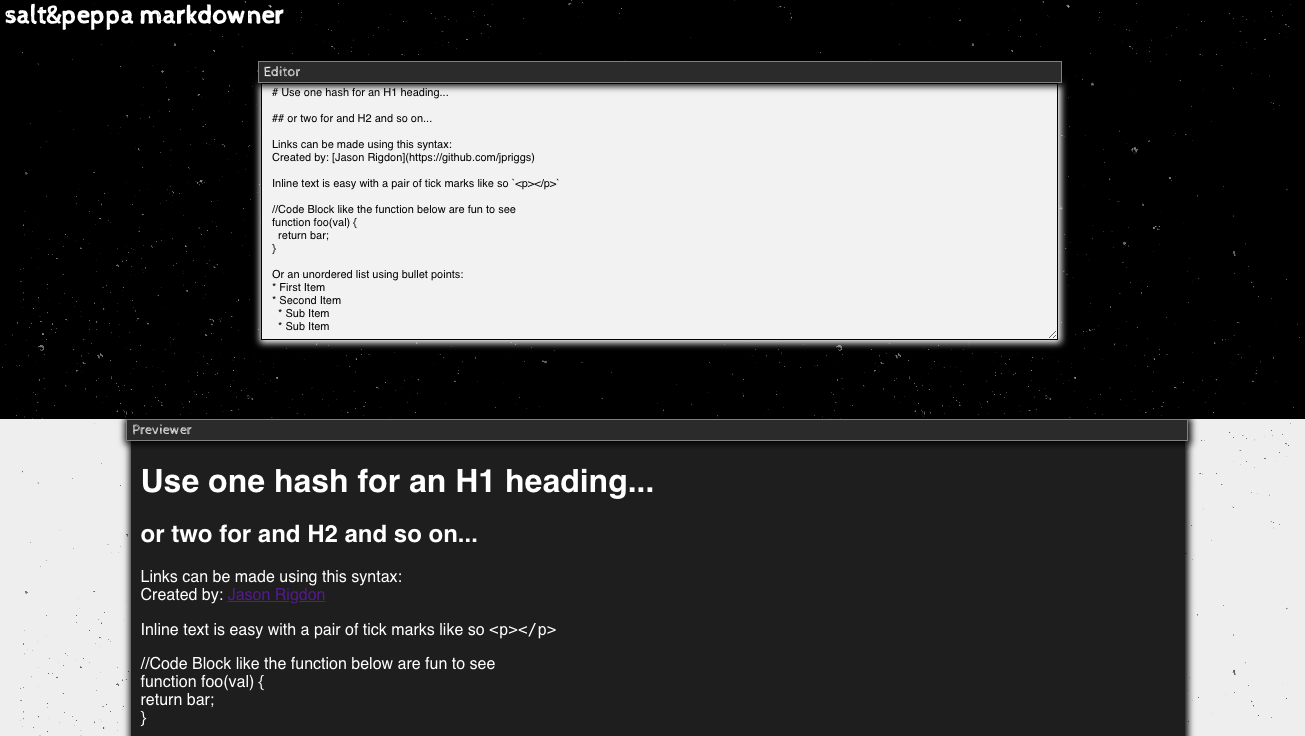 salt&peppa markdowner
Editor
# Use one hash for an H1 heading...
## or two for and H2 and so on...
Links can be made using this syntax:
Created by: [Jason Rigdon](https://github.com/jpriggs)
Inline text is easy with a pair of tick marks like so `<p></p>`
//Code Block like the function below are fun to see
function foo(val) {
return bar;
}
Or an unordered list using bullet points:
* First Item
* Second Item
* Sub Item
* Sub Item
Previewer
Use one hash for an H1 heading...
or two for and H2 and so on...
Links can be made using this syntax:
Created by: Jason Rigdon
Inline text is easy with a pair of tick marks like so <p></p>
//Code Block like the function below are fun to see
function foo(val) {
return bar;
}